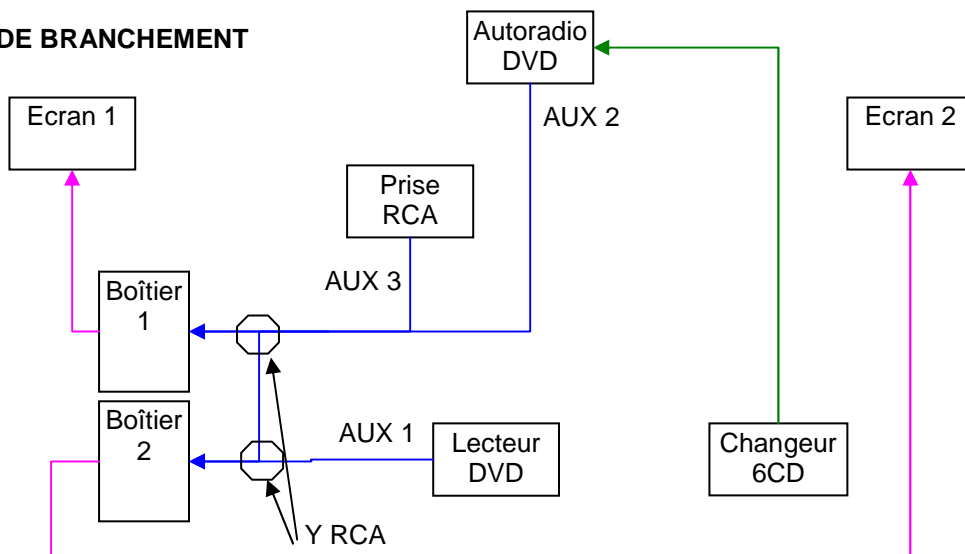 DE BRANCHEMENT
Autoradio
DVD
Ecran 1
AUX 2
Ecran 2
Prise
RCA
AUX 3
Boîtier
1
Boîtier
2
AUX 1
Lecteur
DVD
Changeur
6CD
Y RCA